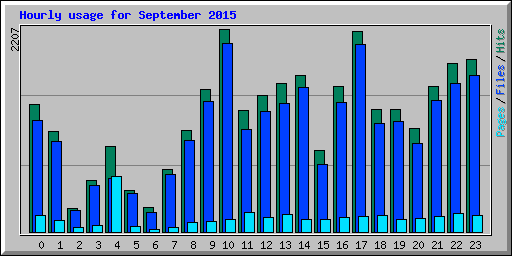 Hourly usage for September 2015
2207
Pages/Files/Hits
0 1 2 3 4 5 6 7 8 9 10 11 12 13 14 15 16 17 18 19 20 21 22 23